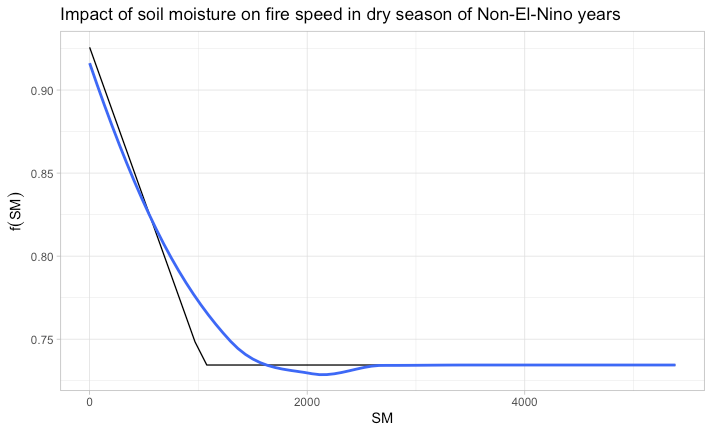 Impact of soil moisture on fire speed in dry season of Non-El-Nino years
0.90
0.85
0.80
0.75
f(SM)
0 2000 4000
SM